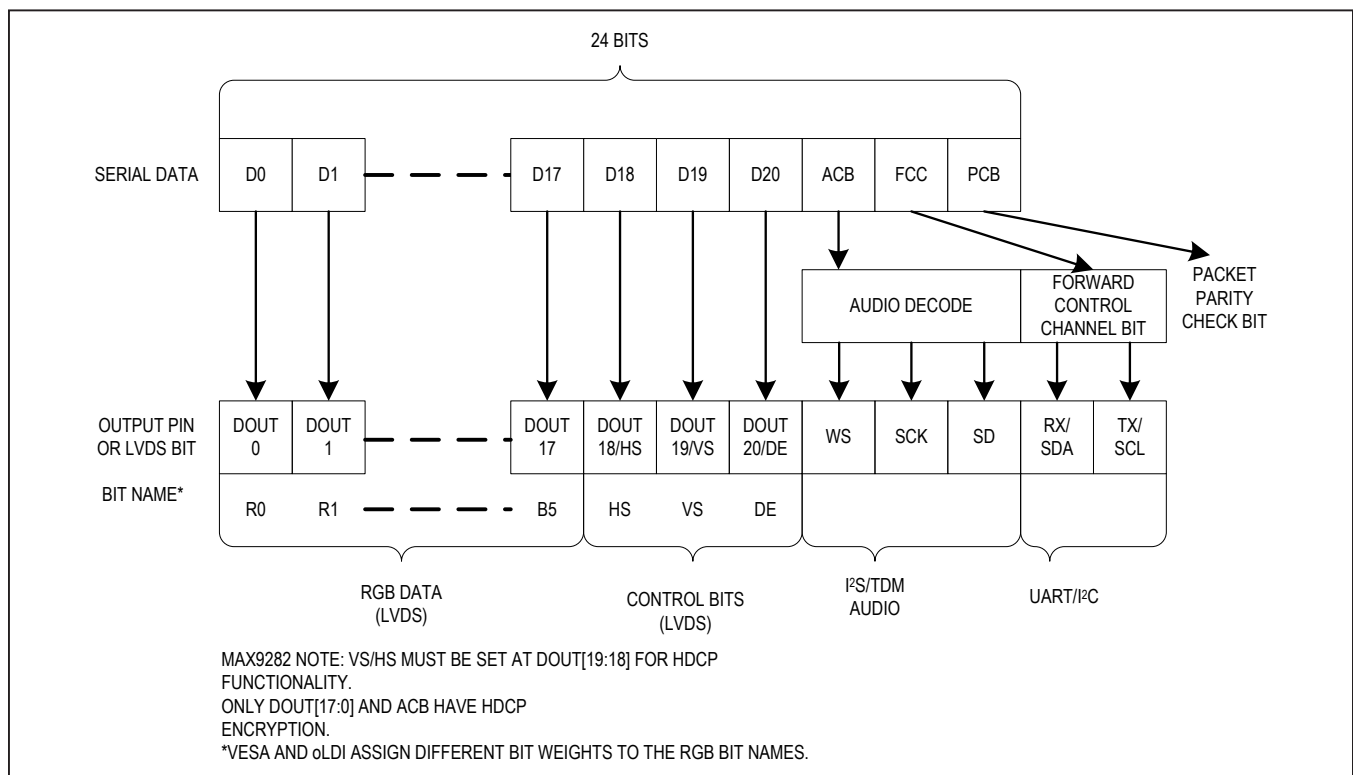 24 BITS
SERIAL DATA D0 D1 D17 D18 D19 D20 ACB FCC PCB
AUDIO DECODE
FORWARD
CONTROL
CHANNEL BIT
PACKET
PARITY
CHECK BIT
OUTPUT PIN
OR LVDS BIT
DOUT
0
DOUT
1
DOUT
17
DOUT
18/HS
DOUT
19/VS
DOUT
20/DE
WS
SCK
SD
RX/
SDA
TX/
SCL
BIT NAME*
R0 R1 B5 HS VS DE
RGB DATA
(LVDS)
CONTROL BITS
(LVDS)
I²S/TDM
AUDIO
UART/I²C
MAX9282 NOTE: VS/HS MUST BE SET AT DOUT[19:18] FOR HDCP
FUNCTIONALITY.
ONLY DOUT[17:0] AND ACB HAVE HDCP
ENCRYPTION.
*VESA AND oLDI ASSIGN DIFFERENT BIT WEIGHTS TO THE RGB BIT NAMES.